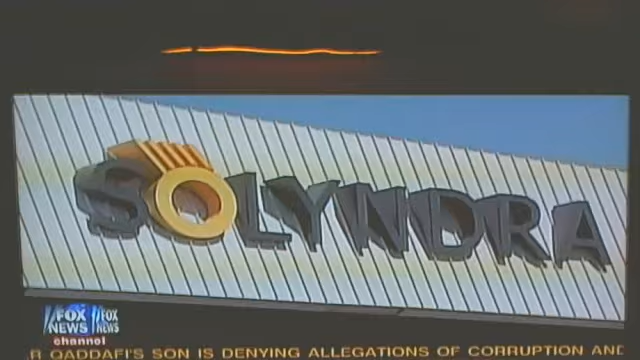 SOLYNDRA
FOX NEWS channel
FOX NEWS
R QADDAFI'S SON IS DENYING ALLEGATIONS OF CORRUPTION AND